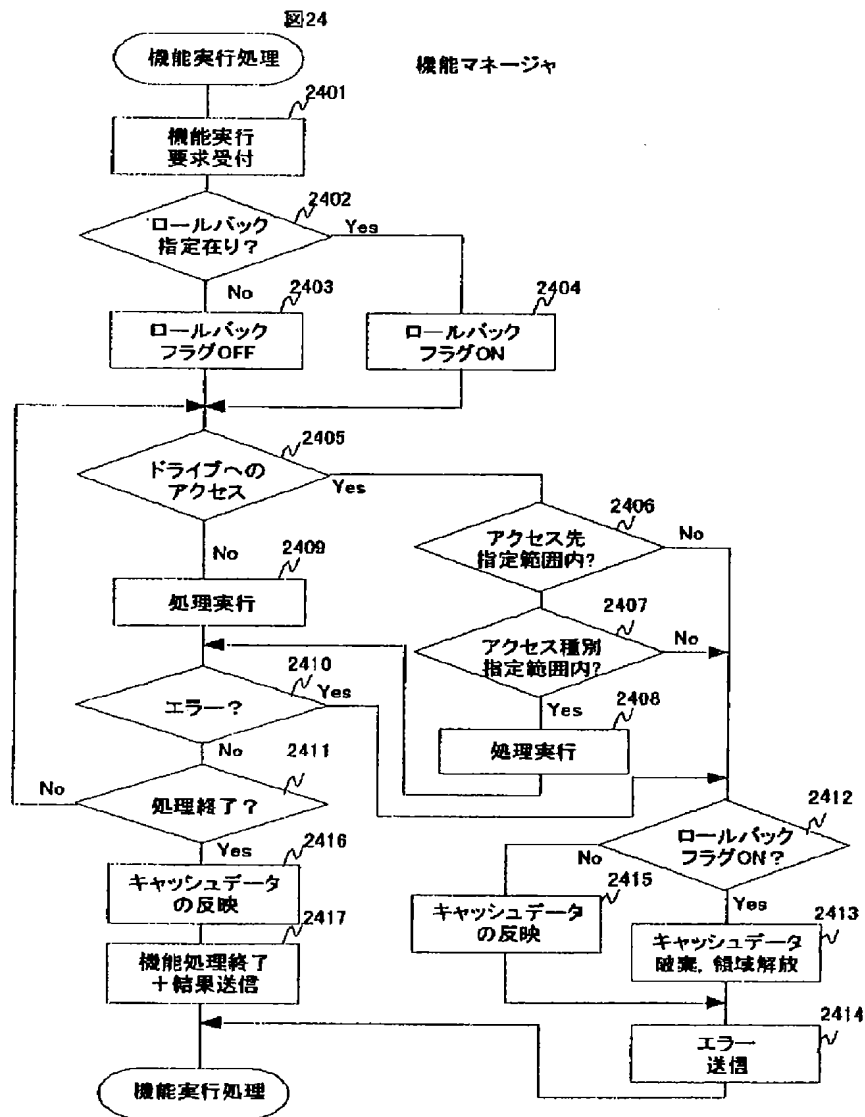 図24
機能実行処理
機能マネージャ
2401
機能実行
要求受付
2402
ロールバック
指定在り?
Yes
No
2403
ロールバック
フラグOFF
2404
ロールバック
フラグON
2405
ドライブへの
アクセス
Yes
No
2406
アクセス先
指定範囲内?
No
2409
処理実行
2407
アクセス種別
指定範囲内?
No
Yes
2410
エラー?
Yes
No
2408
処理実行
2411
処理終了?
No
Yes
2412
ロールバック
フラグON?
No
Yes
2416
キャッシュデータ
の反映
2415
キャッシュデータ
の反映
2413
キャッシュデータ
破棄,領域解放
2417
機能処理終了
+結果送信
2414
エラー
送信
機能実行処理